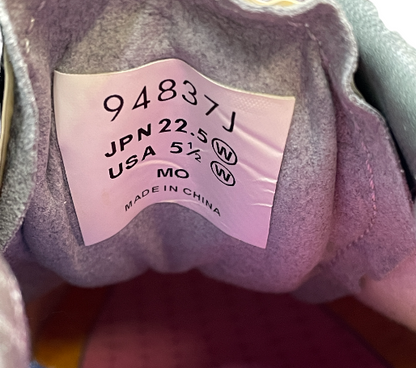 94837J
JPN 22.5 Ⓦ
USA 5½ Ⓦ
MO
MADE IN CHINA